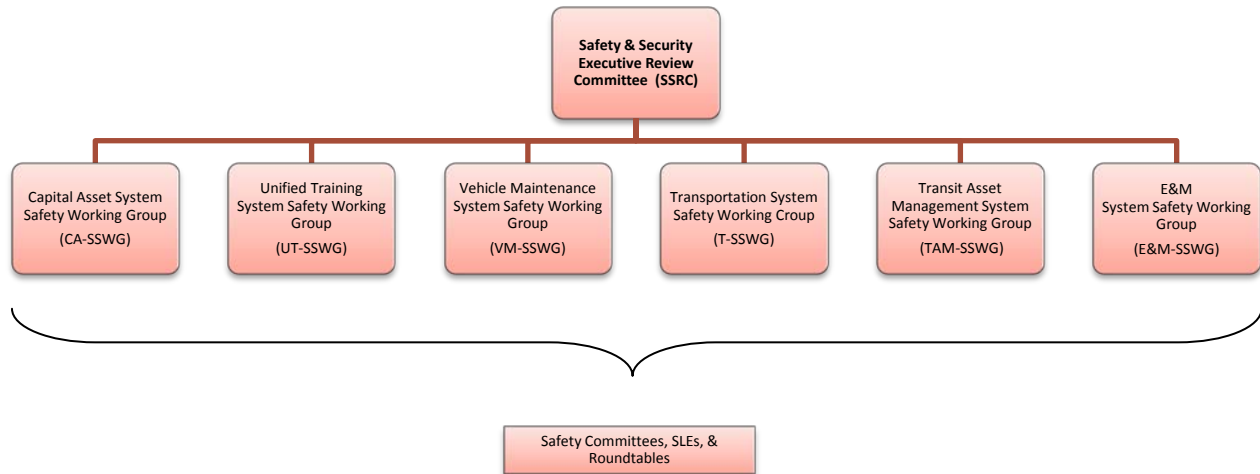 Safety & Security
Executive Review
Committee (SSRC)
Capital Asset System
Safety Working Group
(CA-SSWG)
Unified Training
System Safety Working
Group
(UT-SSWG)
Vehicle Maintenance
System Safety Working
Group
(VM-SSWG)
Transportation System
Safety Working Croup
(T-SSWG)
Transit Asset
Management System
Safety Working Group
(TAM-SSWG)
E&M
System Safety Working
Group
(E&M-SSWG)
Safety Committees, SLEs, &
Roundtables